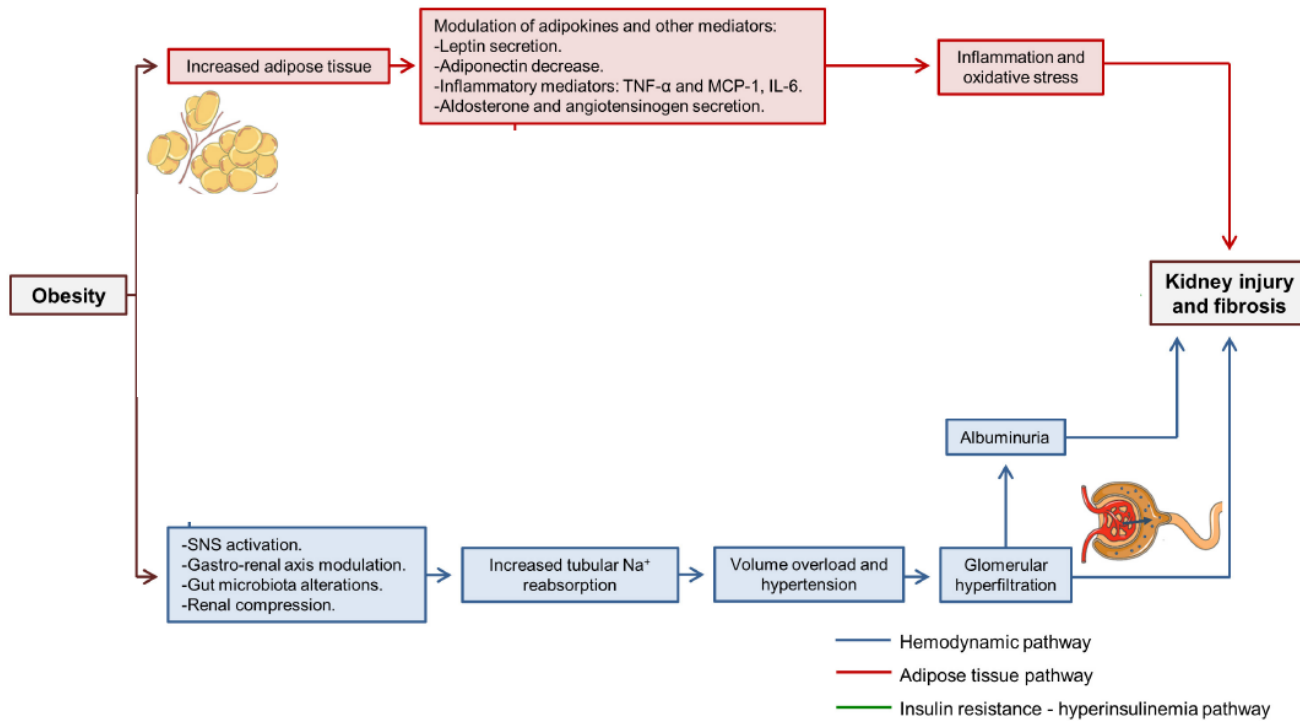 Increased adipose tissue
Modulation of adipokines and other mediators:
-Leptin secretion.
-Adiponectin decrease.
-Inflammatory mediators: TNF-α and MCP-1, IL-6.
-Aldosterone and angiotensinogen secretion.
Inflammation and
oxidative stress
Obesity
Kidney injury
and fibrosis
Albuminuria
-SNS activation.
-Gastro-renal axis modulation.
-Gut microbiota alterations.
-Renal compression.
Increased tubular Na⁺
reabsorption
Volume overload and
hypertension
Glomerular
hyperfiltration
Hemodynamic pathway
Adipose tissue pathway
Insulin resistance - hyperinsulinemia pathway